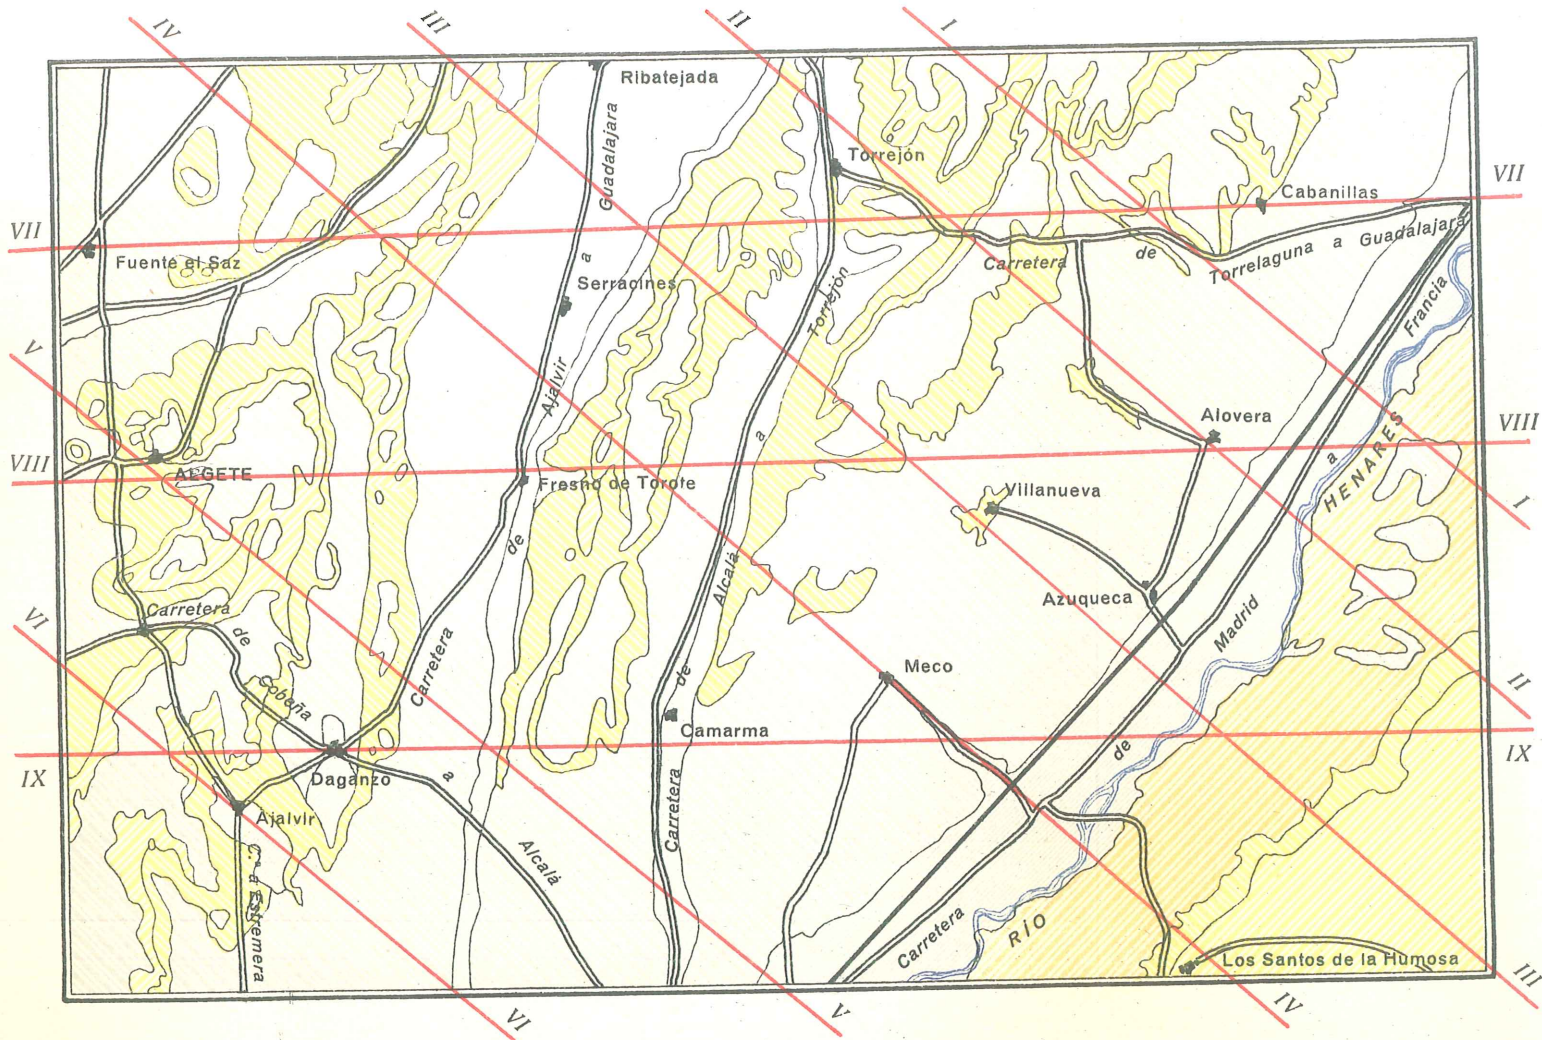 IV
III
II
I
Ribatejada
Guadalajara
Torrejón
Cabanillas
VII
VII
Fuente el Saz
a
Serracines
Carretera de Torrelaguna a Guadalajara
Torrejón
Francia
V
Ajalvir
Alovera
VIII
VIII
ALGETE
Fresno de Torote
a
a
HENARES
Villanueva
I
de
Alcalá
Azuqueca
Madrid
VI
Carretera
de
Cobeña
Carretera
de
Meco
II
Camarma
de
IX
IX
Daganzo
a
Ajalvir
Carretera
Alcalá
C.ª a Estremera
Carretera
RÍO
Los Santos de la Humosa
III
VI
V
IV